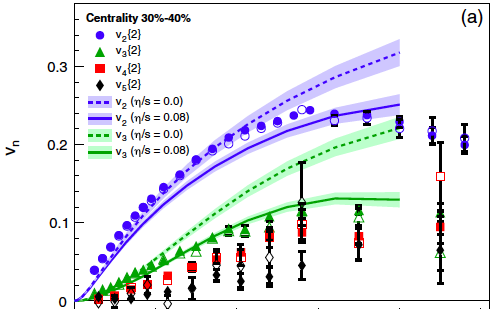 Centrality 30%-40%
(a)
v2{2}
v3{2}
v4{2}
v5{2}
v2 (η/s = 0.0)
v2 (η/s = 0.08)
v3 (η/s = 0.0)
v3 (η/s = 0.08)
vn
0.3
0.2
0.1
0